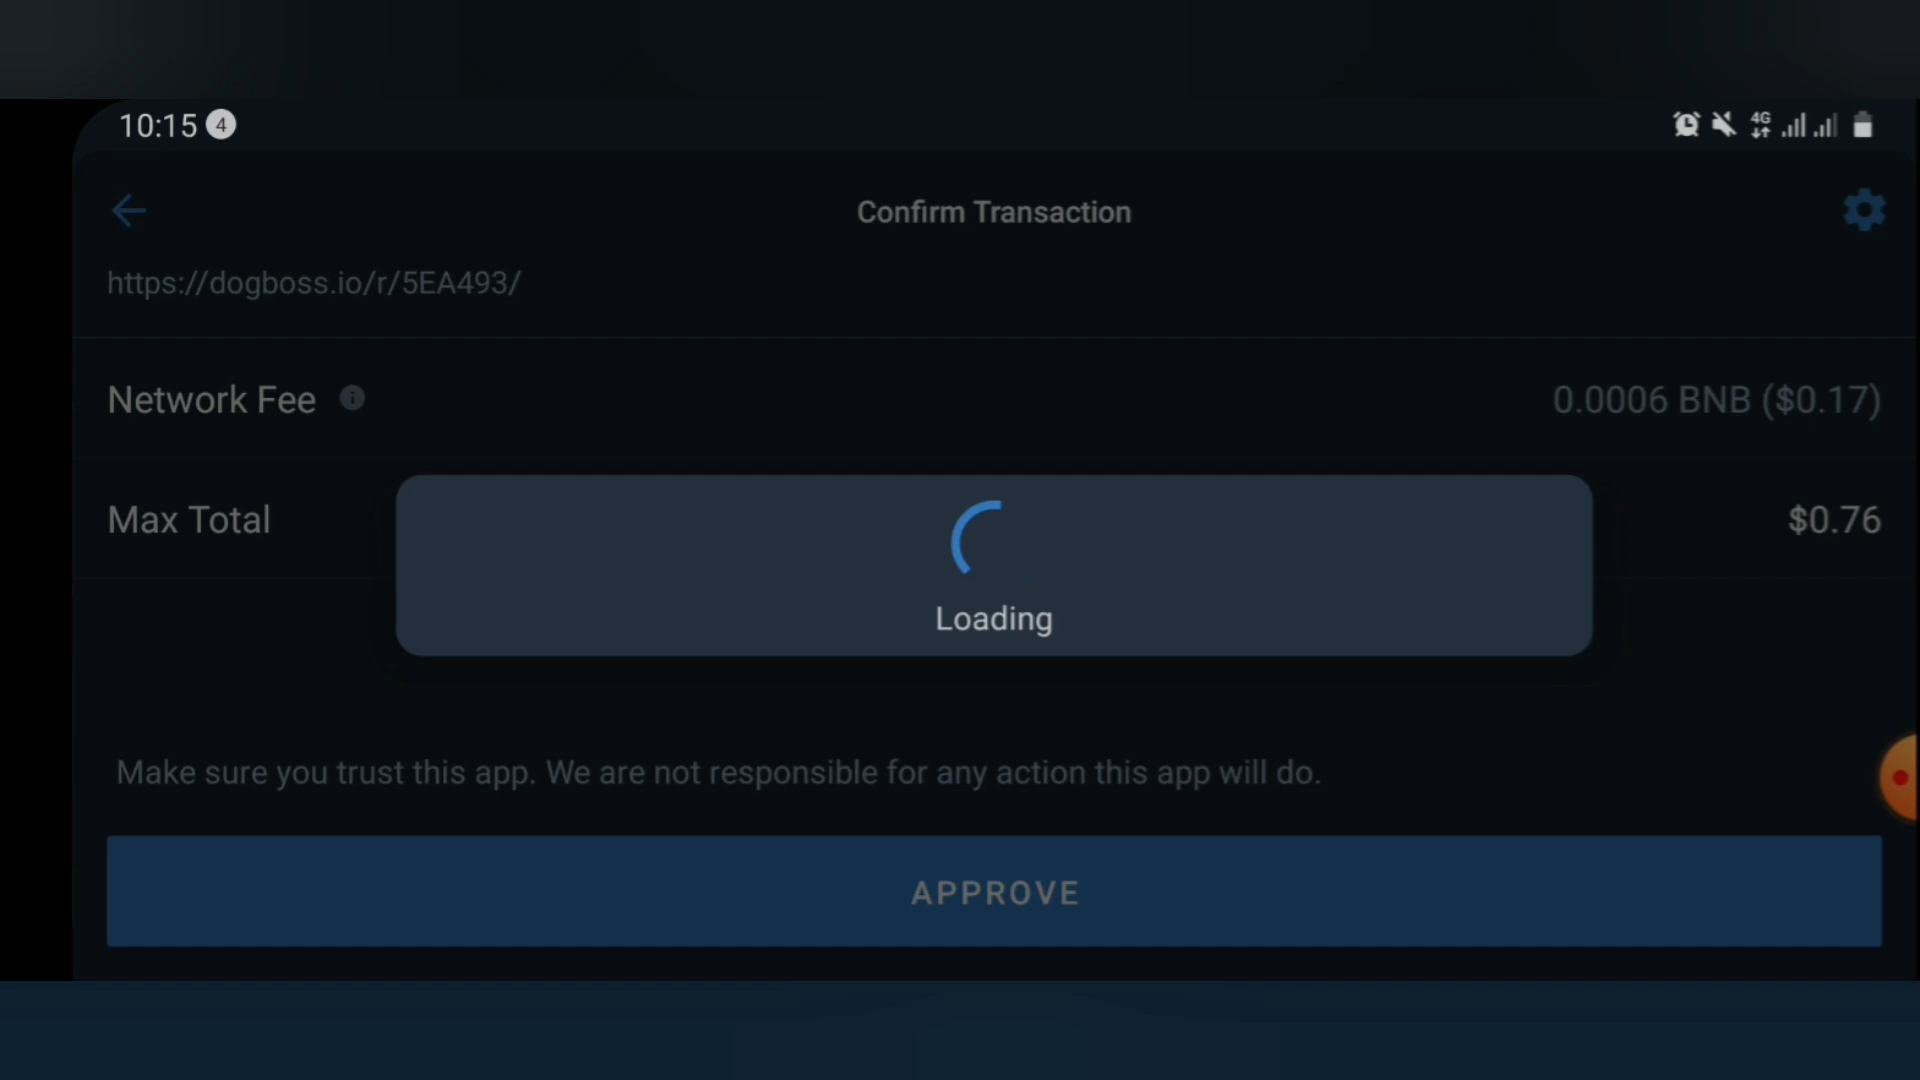 10:15 4
4G
Confirm Transaction
https://dogboss.io/r/5EA493/
Network Fee
0.0006 BNB ($0.17)
Max Total
$0.76
Loading
Make sure you trust this app. We are not responsible for any action this app will do.
APPROVE